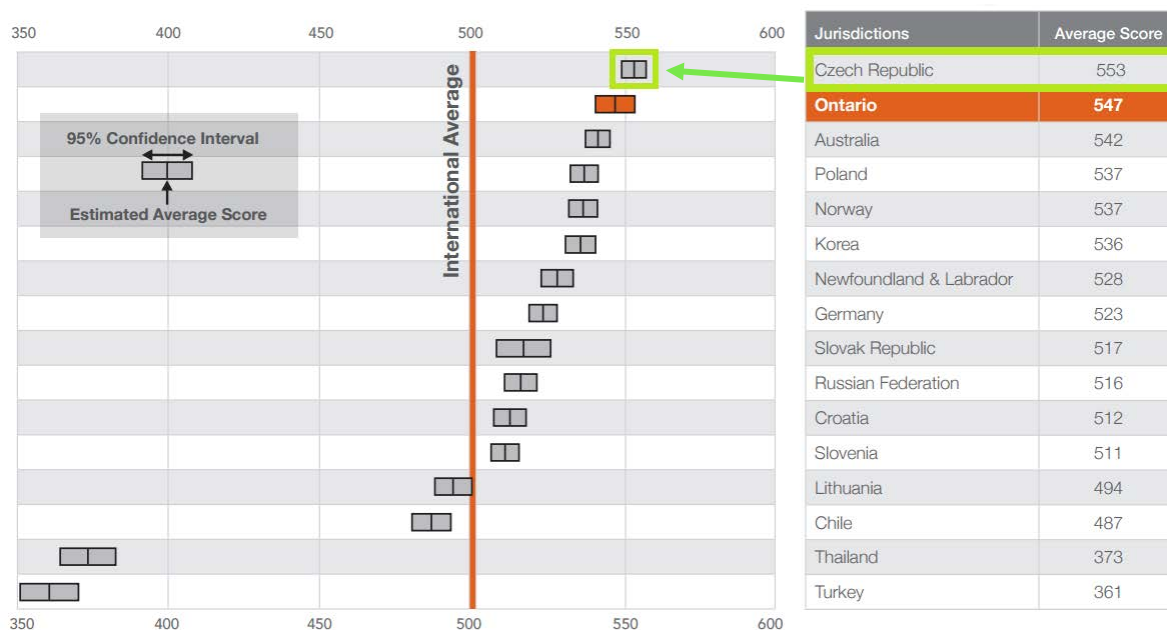 350 400 450 500 550 600
Jurisdictions Average Score
Czech Republic 553
Ontario 547
Australia 542
Poland 537
Norway 537
Korea 536
Newfoundland & Labrador 528
Germany 523
Slovak Republic 517
Russian Federation 516
Croatia 512
Slovenia 511
Lithuania 494
Chile 487
Thailand 373
Turkey 361
95% Confidence Interval
Estimated Average Score
International Average
350 400 450 500 550 600